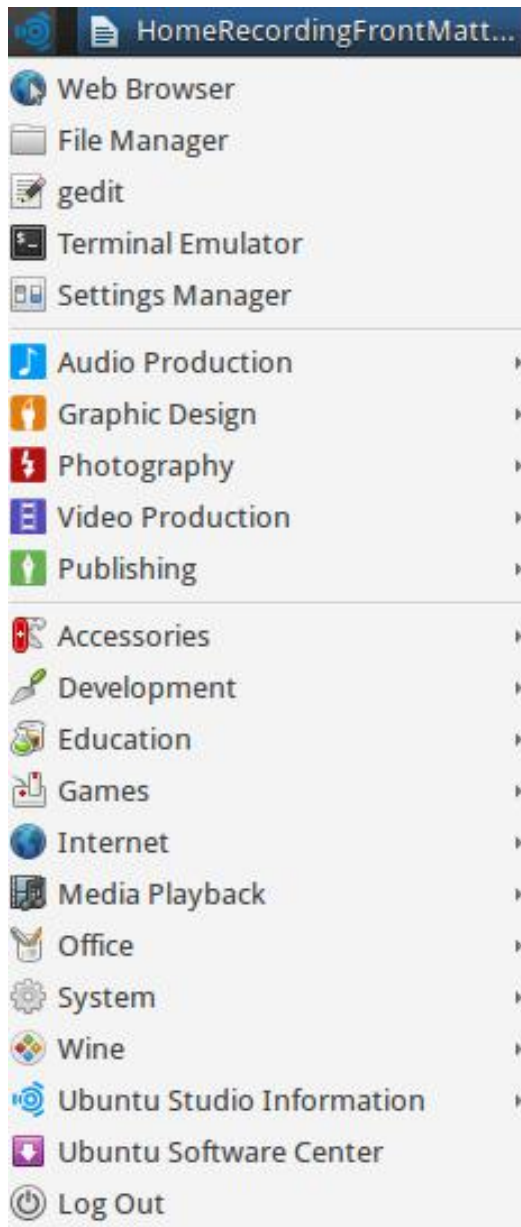 HomeRecordingFrontMatt...
Web Browser
File Manager
gedit
Terminal Emulator
Settings Manager
Audio Production
Graphic Design
Photography
Video Production
Publishing
Accessories
Development
Education
Games
Internet
Media Playback
Office
System
Wine
Ubuntu Studio Information
Ubuntu Software Center
Log Out